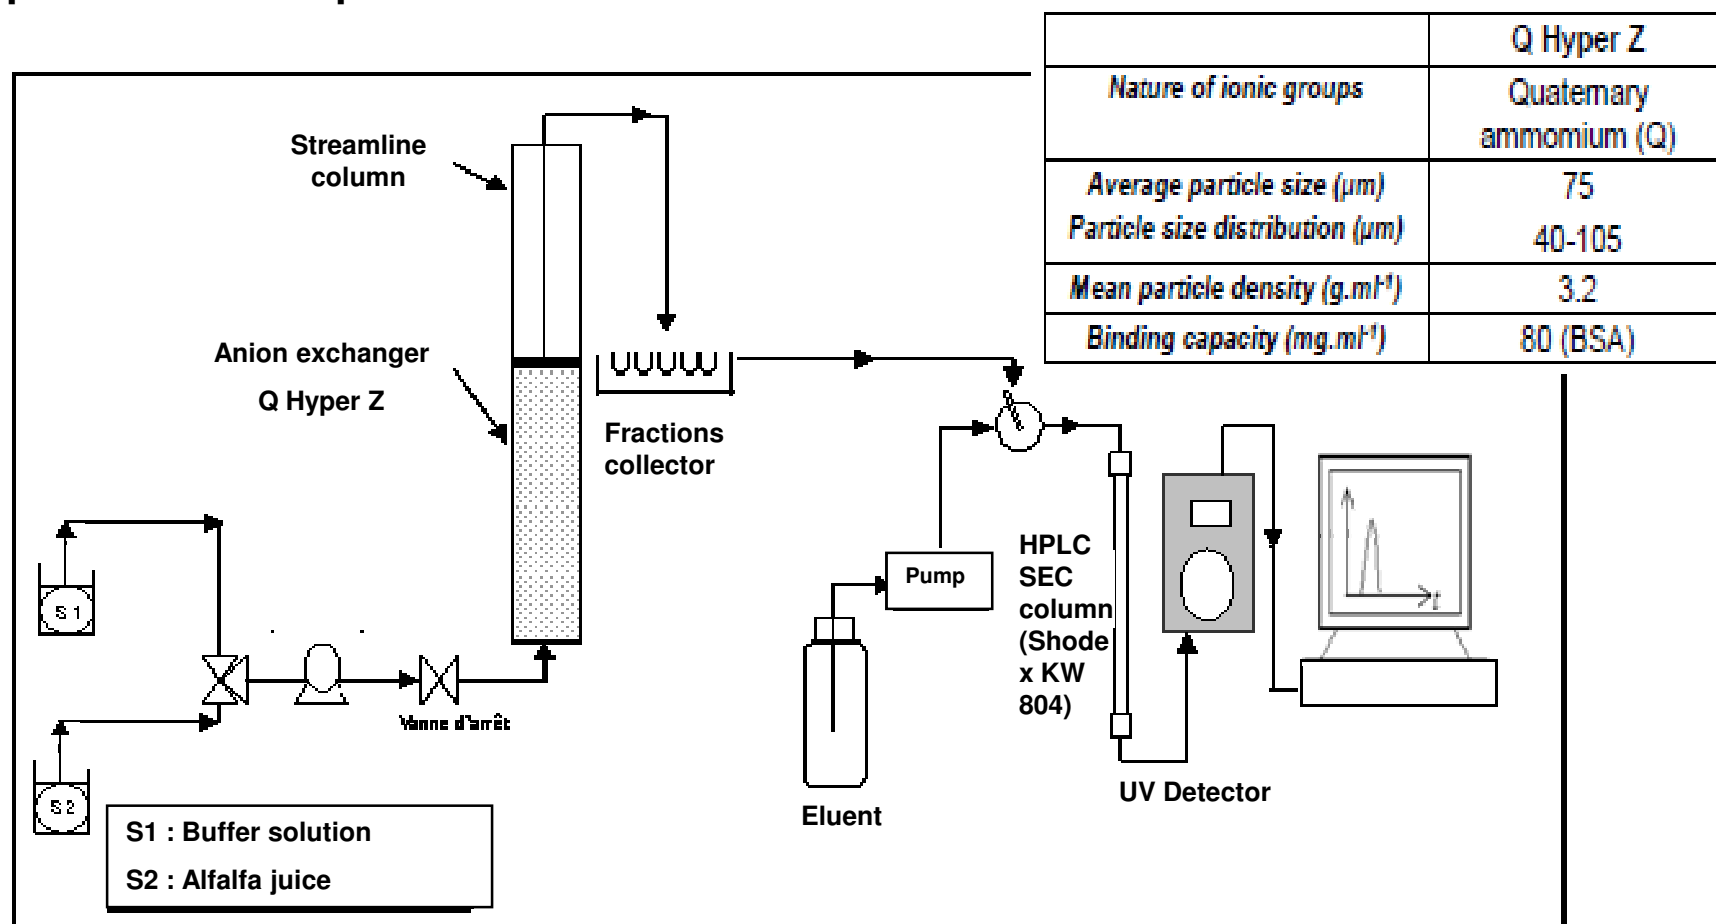 Q Hyper Z
Nature of ionic groups
Quaternary
ammomium (Q)
Average particle size (µm)
75
Particle size distribution (µm)
40-105
Mean particle density (g.ml⁻¹)
3.2
Binding capacity (mg.ml⁻¹)
80 (BSA)
Streamline
column
Anion exchanger
Q Hyper Z
Fractions
collector
S1
S2
Vanne d'arrêt
Pump
HPLC
SEC
column
(Shode
x KW
804)
t
Eluent
UV Detector
S1 : Buffer solution
S2 : Alfalfa juice